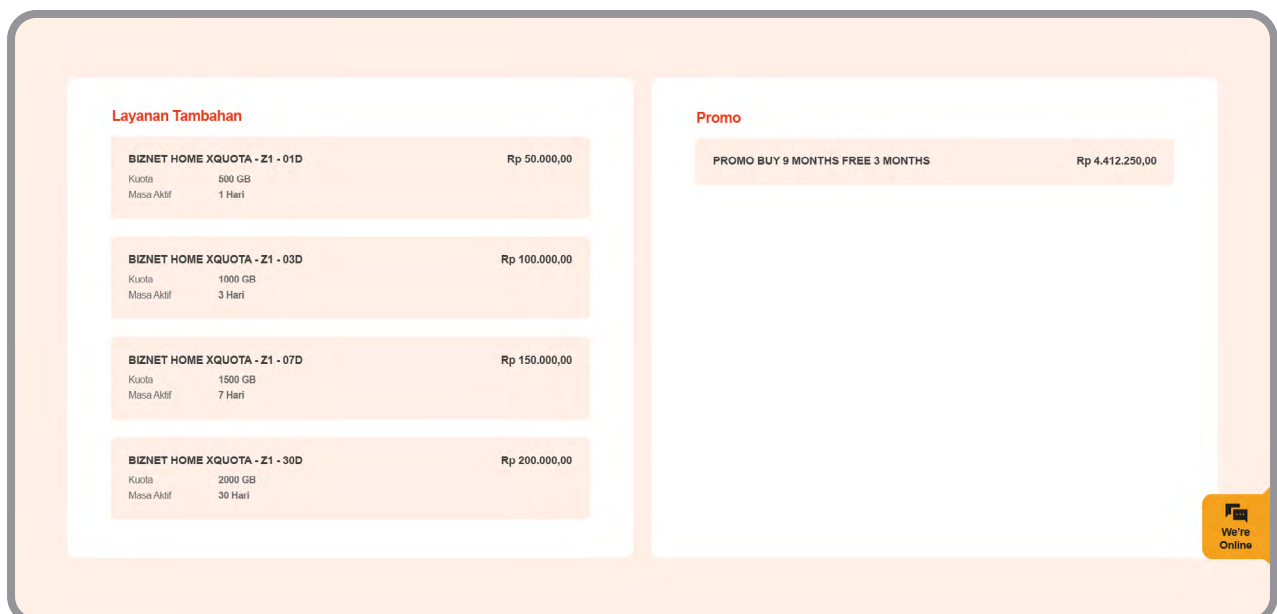 Layanan Tambahan
BIZNET HOME XQUOTA - Z1 - 01D Rp 50.000,00
Kuota 500 GB
Masa Aktif 1 Hari
BIZNET HOME XQUOTA - Z1 - 03D Rp 100.000,00
Kuota 1000 GB
Masa Aktif 3 Hari
BIZNET HOME XQUOTA - Z1 - 07D Rp 150.000,00
Kuota 1500 GB
Masa Aktif 7 Hari
BIZNET HOME XQUOTA - Z1 - 30D Rp 200.000,00
Kuota 2000 GB
Masa Aktif 30 Hari
Promo
PROMO BUY 9 MONTHS FREE 3 MONTHS Rp 4.412.250,00
We're
Online